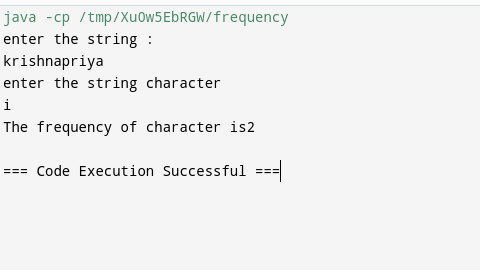 java -cp /tmp/XuOw5EbRGW/frequency
enter the string :
krishnapriya
enter the string character
i
The frequency of character is2
=== Code Execution Successful ===